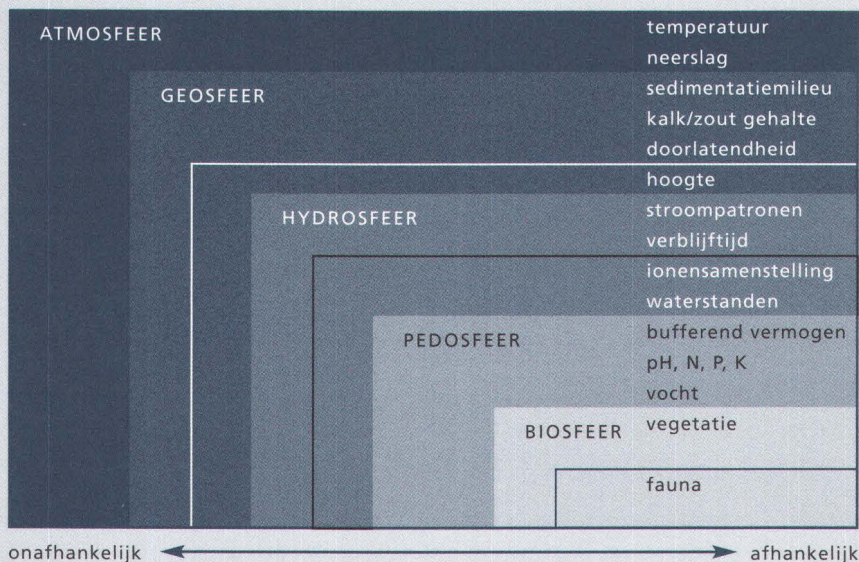 ATMOSFEER
temperatuur
neerslag
GEOSFEER
sedimentatiemilieu
kalk/zout gehalte
doorlatendheid
hoogte
HYDROSFEER
stroompatronen
verblijftijd
ionensamenstelling
waterstanden
PEDOSFEER
bufferend vermogen
pH, N, P, K
vocht
BIOSFEER
vegetatie
fauna
onafhankelijk
afhankelijk